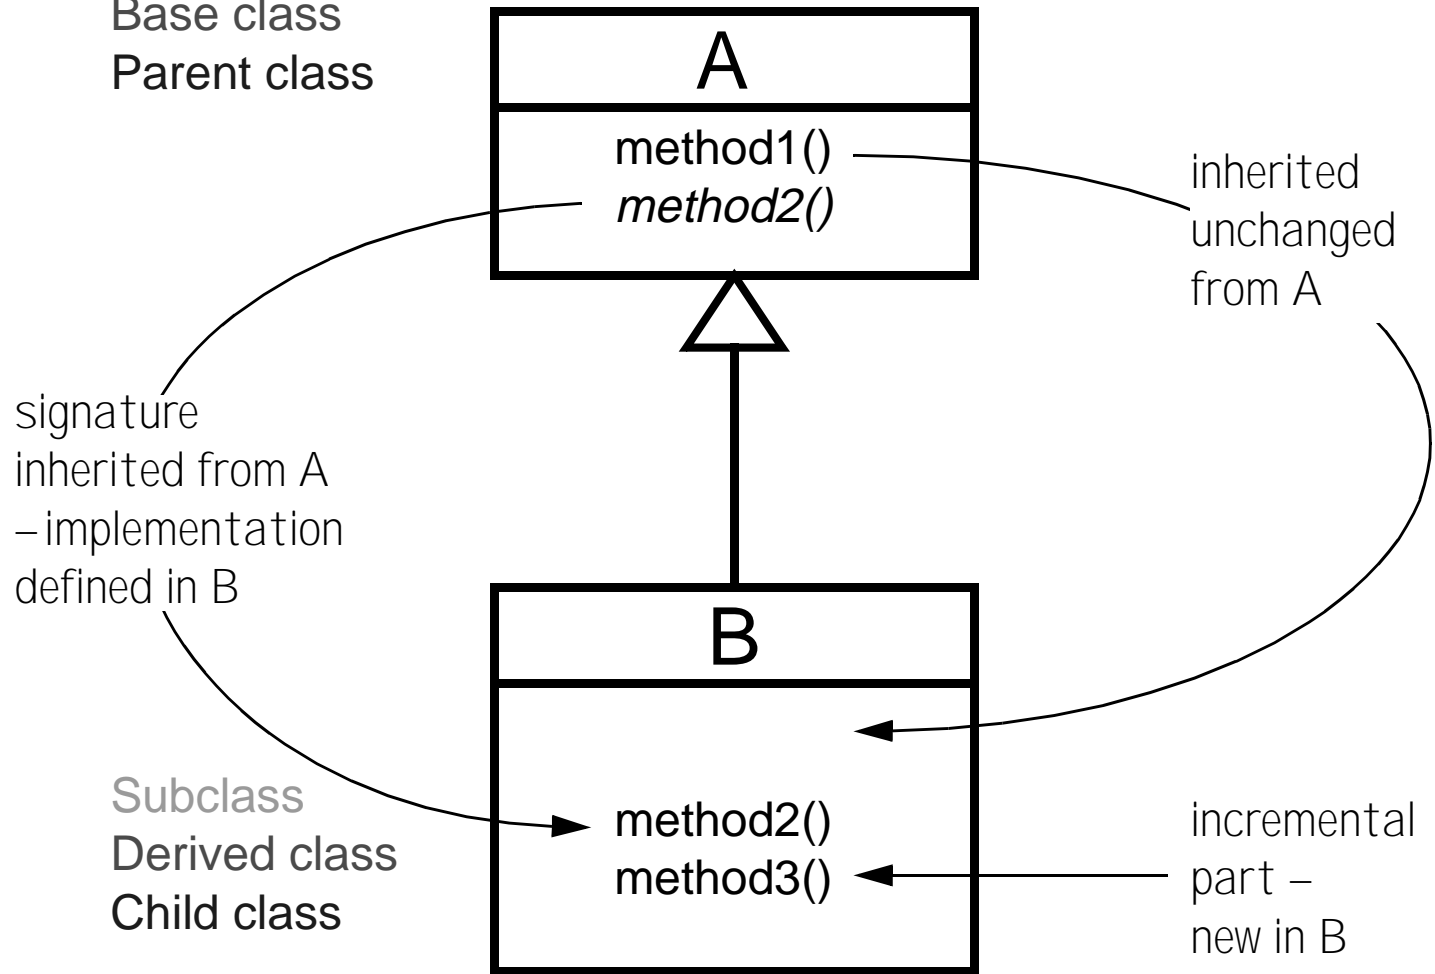 Base class
Parent class
A
method1()
method2()
inherited
unchanged
from A
signature
inherited from A
–implementation
defined in B
B
Subclass
Derived class
Child class
method2()
method3()
incremental
part –
new in B